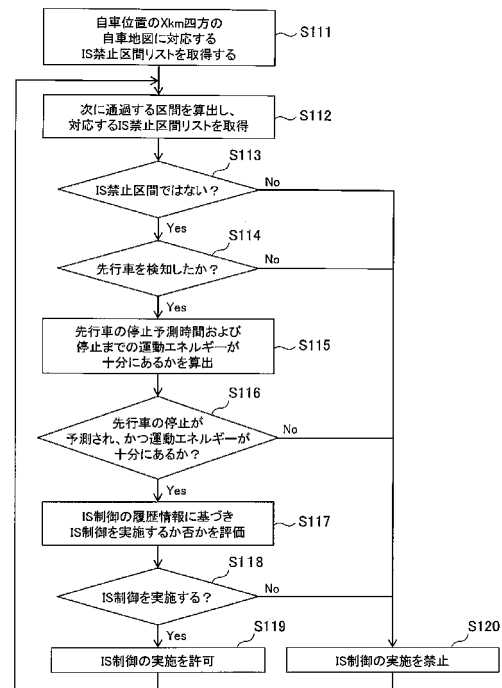 自車位置のXkm四方の
自車地図に対応する
IS禁止区間リストを取得する
S111
次に通過する区間を算出し、
対応するIS禁止区間リストを取得
S112
S113
IS禁止区間ではない？
No
Yes
S114
先行車を検知したか？
No
Yes
先行車の停止予測時間および
停止までの運動エネルギーが
十分にあるかを算出
S115
S116
先行車の停止が
予測され、かつ運動エネルギーが
十分にあるか？
No
Yes
IS制御の履歴情報に基づき
IS制御を実施するか否かを評価
S117
S118
IS制御を実施する？
No
Yes
S119
S120
IS制御の実施を許可
IS制御の実施を禁止